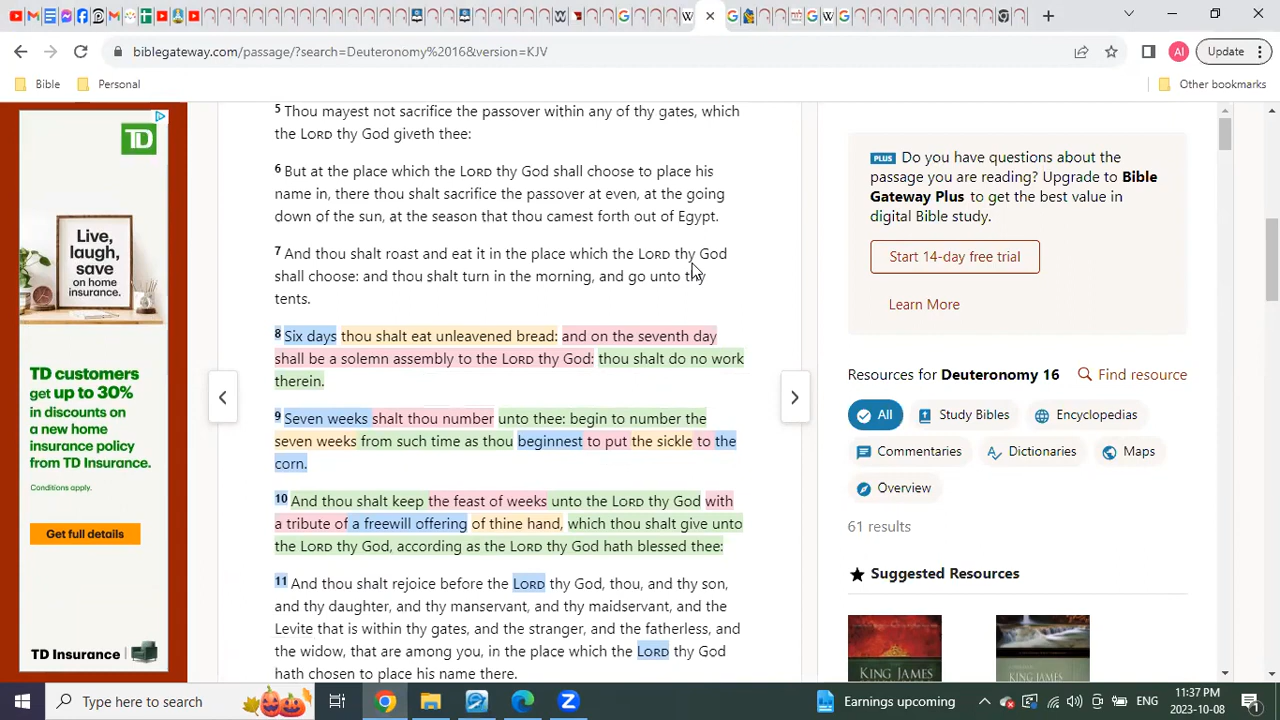 biblegateway.com/passage/?search=Deuteronomy%2016&version=KJV
AI
Update
Bible
Personal
Other bookmarks
TD
Live,
laugh,
save
on home
insurance.
TD customers
get up to 30%
in discounts on
a new home
insurance policy
from TD Insurance.
Conditions apply.
Get full details
TD Insurance
5 Thou mayest not sacrifice the passover within any of thy gates, which
the LORD thy God giveth thee:
6 But at the place which the LORD thy God shall choose to place his
name in, there thou shalt sacrifice the passover at even, at the going
down of the sun, at the season that thou camest forth out of Egypt.
7 And thou shalt roast and eat it in the place which the LORD thy God
shall choose: and thou shalt turn in the morning, and go unto thy
tents.
8 Six days thou shalt eat unleavened bread: and on the seventh day
shall be a solemn assembly to the LORD thy God: thou shalt do no work
therein.
9 Seven weeks shalt thou number unto thee: begin to number the
seven weeks from such time as thou beginnest to put the sickle to the
corn.
10 And thou shalt keep the feast of weeks unto the LORD thy God with
a tribute of a freewill offering of thine hand, which thou shalt give unto
the LORD thy God, according as the LORD thy God hath blessed thee:
11 And thou shalt rejoice before the LORD thy God, thou, and thy son,
and thy daughter, and thy manservant, and thy maidservant, and the
Levite that is within thy gates, and the stranger, and the fatherless, and
the widow, that are among you, in the place which the LORD thy God
hath chosen to place his name there.
PLUS Do you have questions about the
passage you are reading? Upgrade to Bible
Gateway Plus to get the best value in
digital Bible study.
Start 14-day free trial
Learn More
Resources for Deuteronomy 16 Find resource
All Study Bibles Encyclopedias
Commentaries Dictionaries Maps
Overview
61 results
Suggested Resources
KING JAMES
KING JAMES
Type here to search
Earnings upcoming
ENG
11:37 PM
2023-10-08
1